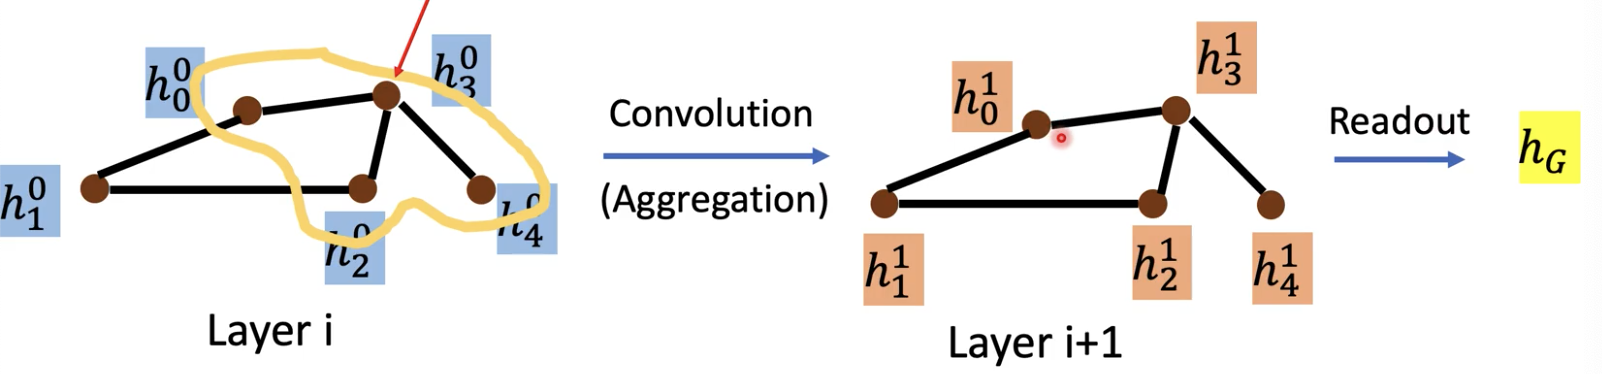 h_0^0
h_3^0
h_1^0
h_2^0
h_4^0
Layer i
Convolution
(Aggregation)
h_0^1
h_3^1
h_1^1
h_2^1
h_4^1
Layer i+1
Readout
h_G